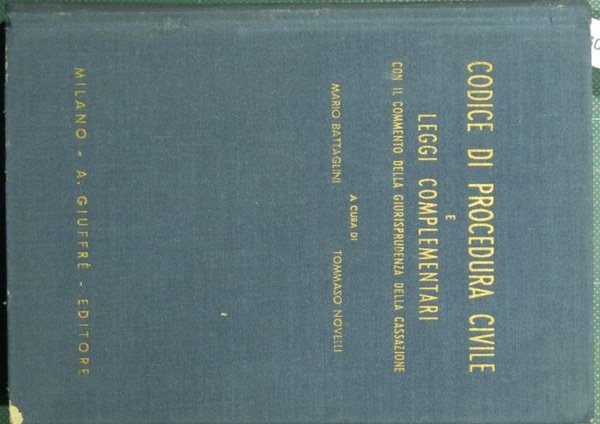 CODICE DI PROCEDURA CIVILE
E
LEGGI COMPLEMENTARI
CON IL COMMENTO DELLA GIURISPRUDENZA DELLA CASSAZIONE
A CURA DI
MARIO BATTAGLINI TOMMASO NOVELLI
MILANO - A. GIUFFRÈ - EDITORE